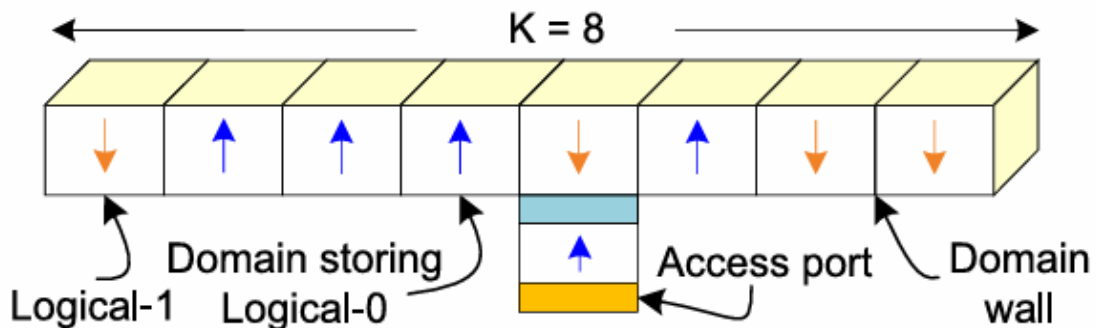 K = 8
Domain storing
Logical-1
Logical-0
Access port
Domain
wall